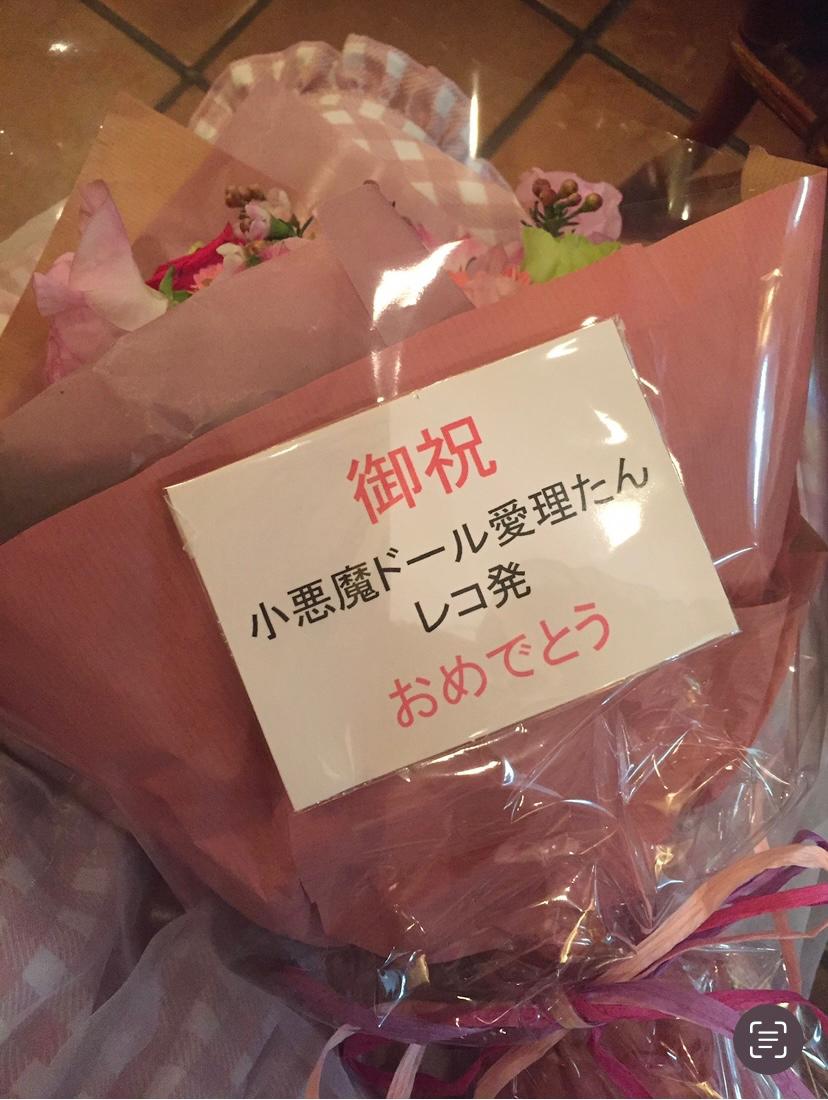 御祝
小悪魔ドール愛理たん
レコ発
おめでとう